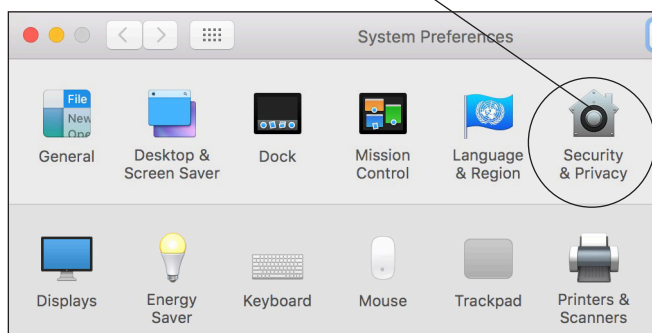 System Preferences
File
New
Ope
General
Desktop &
Screen Saver
Dock
Mission
Control
Language
& Region
Security
& Privacy
Displays
Energy
Saver
Keyboard
Mouse
Trackpad
Printers &
Scanners